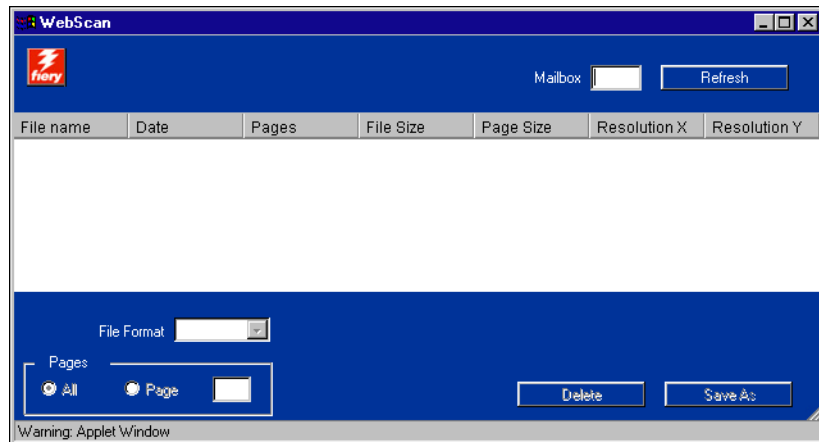 WebScan
fiery
Mailbox Refresh
File name Date Pages File Size Page Size Resolution X Resolution Y
File Format
Pages
All Page
Delete Save As
Warning: Applet Window